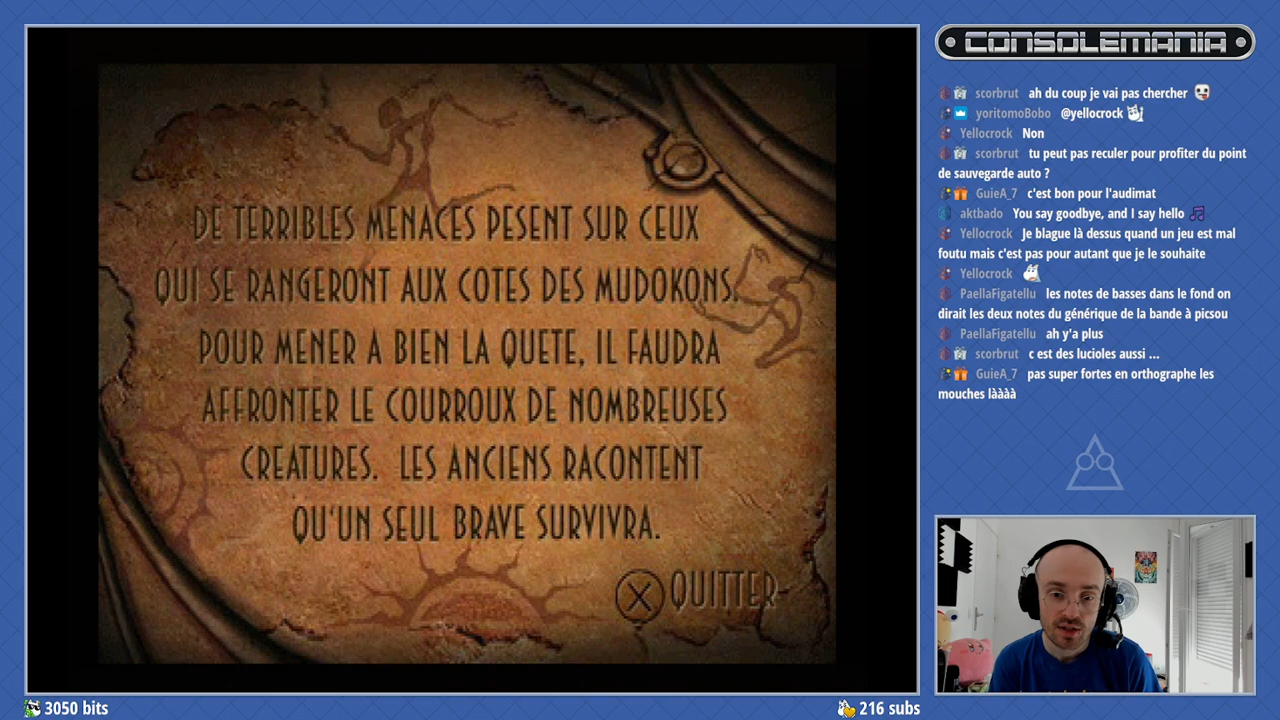 DE TERRIBLES MENACES PESENT SUR CEUX
QUI SE RANGERONT AUX COTES DES MUDOKONS.
POUR MENER A BIEN LA QUETE, IL FAUDRA
AFFRONTER LE COURROUX DE NOMBREUSES
CREATURES. LES ANCIENS RACONTENT
QU'UN SEUL BRAVE SURVIVRA.
X QUITTER-
CONSOLEMANIA
scorbrut ah du coup je vai pas chercher
yoritomoBobo @yellocrock
Yellocrock Non
scorbrut tu peut pas reculer pour profiter du point
de sauvegarde auto ?
GuieA_7 c'est bon pour l'audimat
aktbado You say goodbye, and I say hello
Yellocrock Je blague là dessus quand un jeu est mal
foutu mais c'est pas pour autant que je le souhaite
Yellocrock
PaellaFigatellu les notes de basses dans le fond on
dirait les deux notes du générique de la bande à picsou
PaellaFigatellu ah y'a plus
scorbrut c est des lucioles aussi ...
GuieA_7 pas super fortes en orthographe les
mouches làààà
3050 bits
216 subs